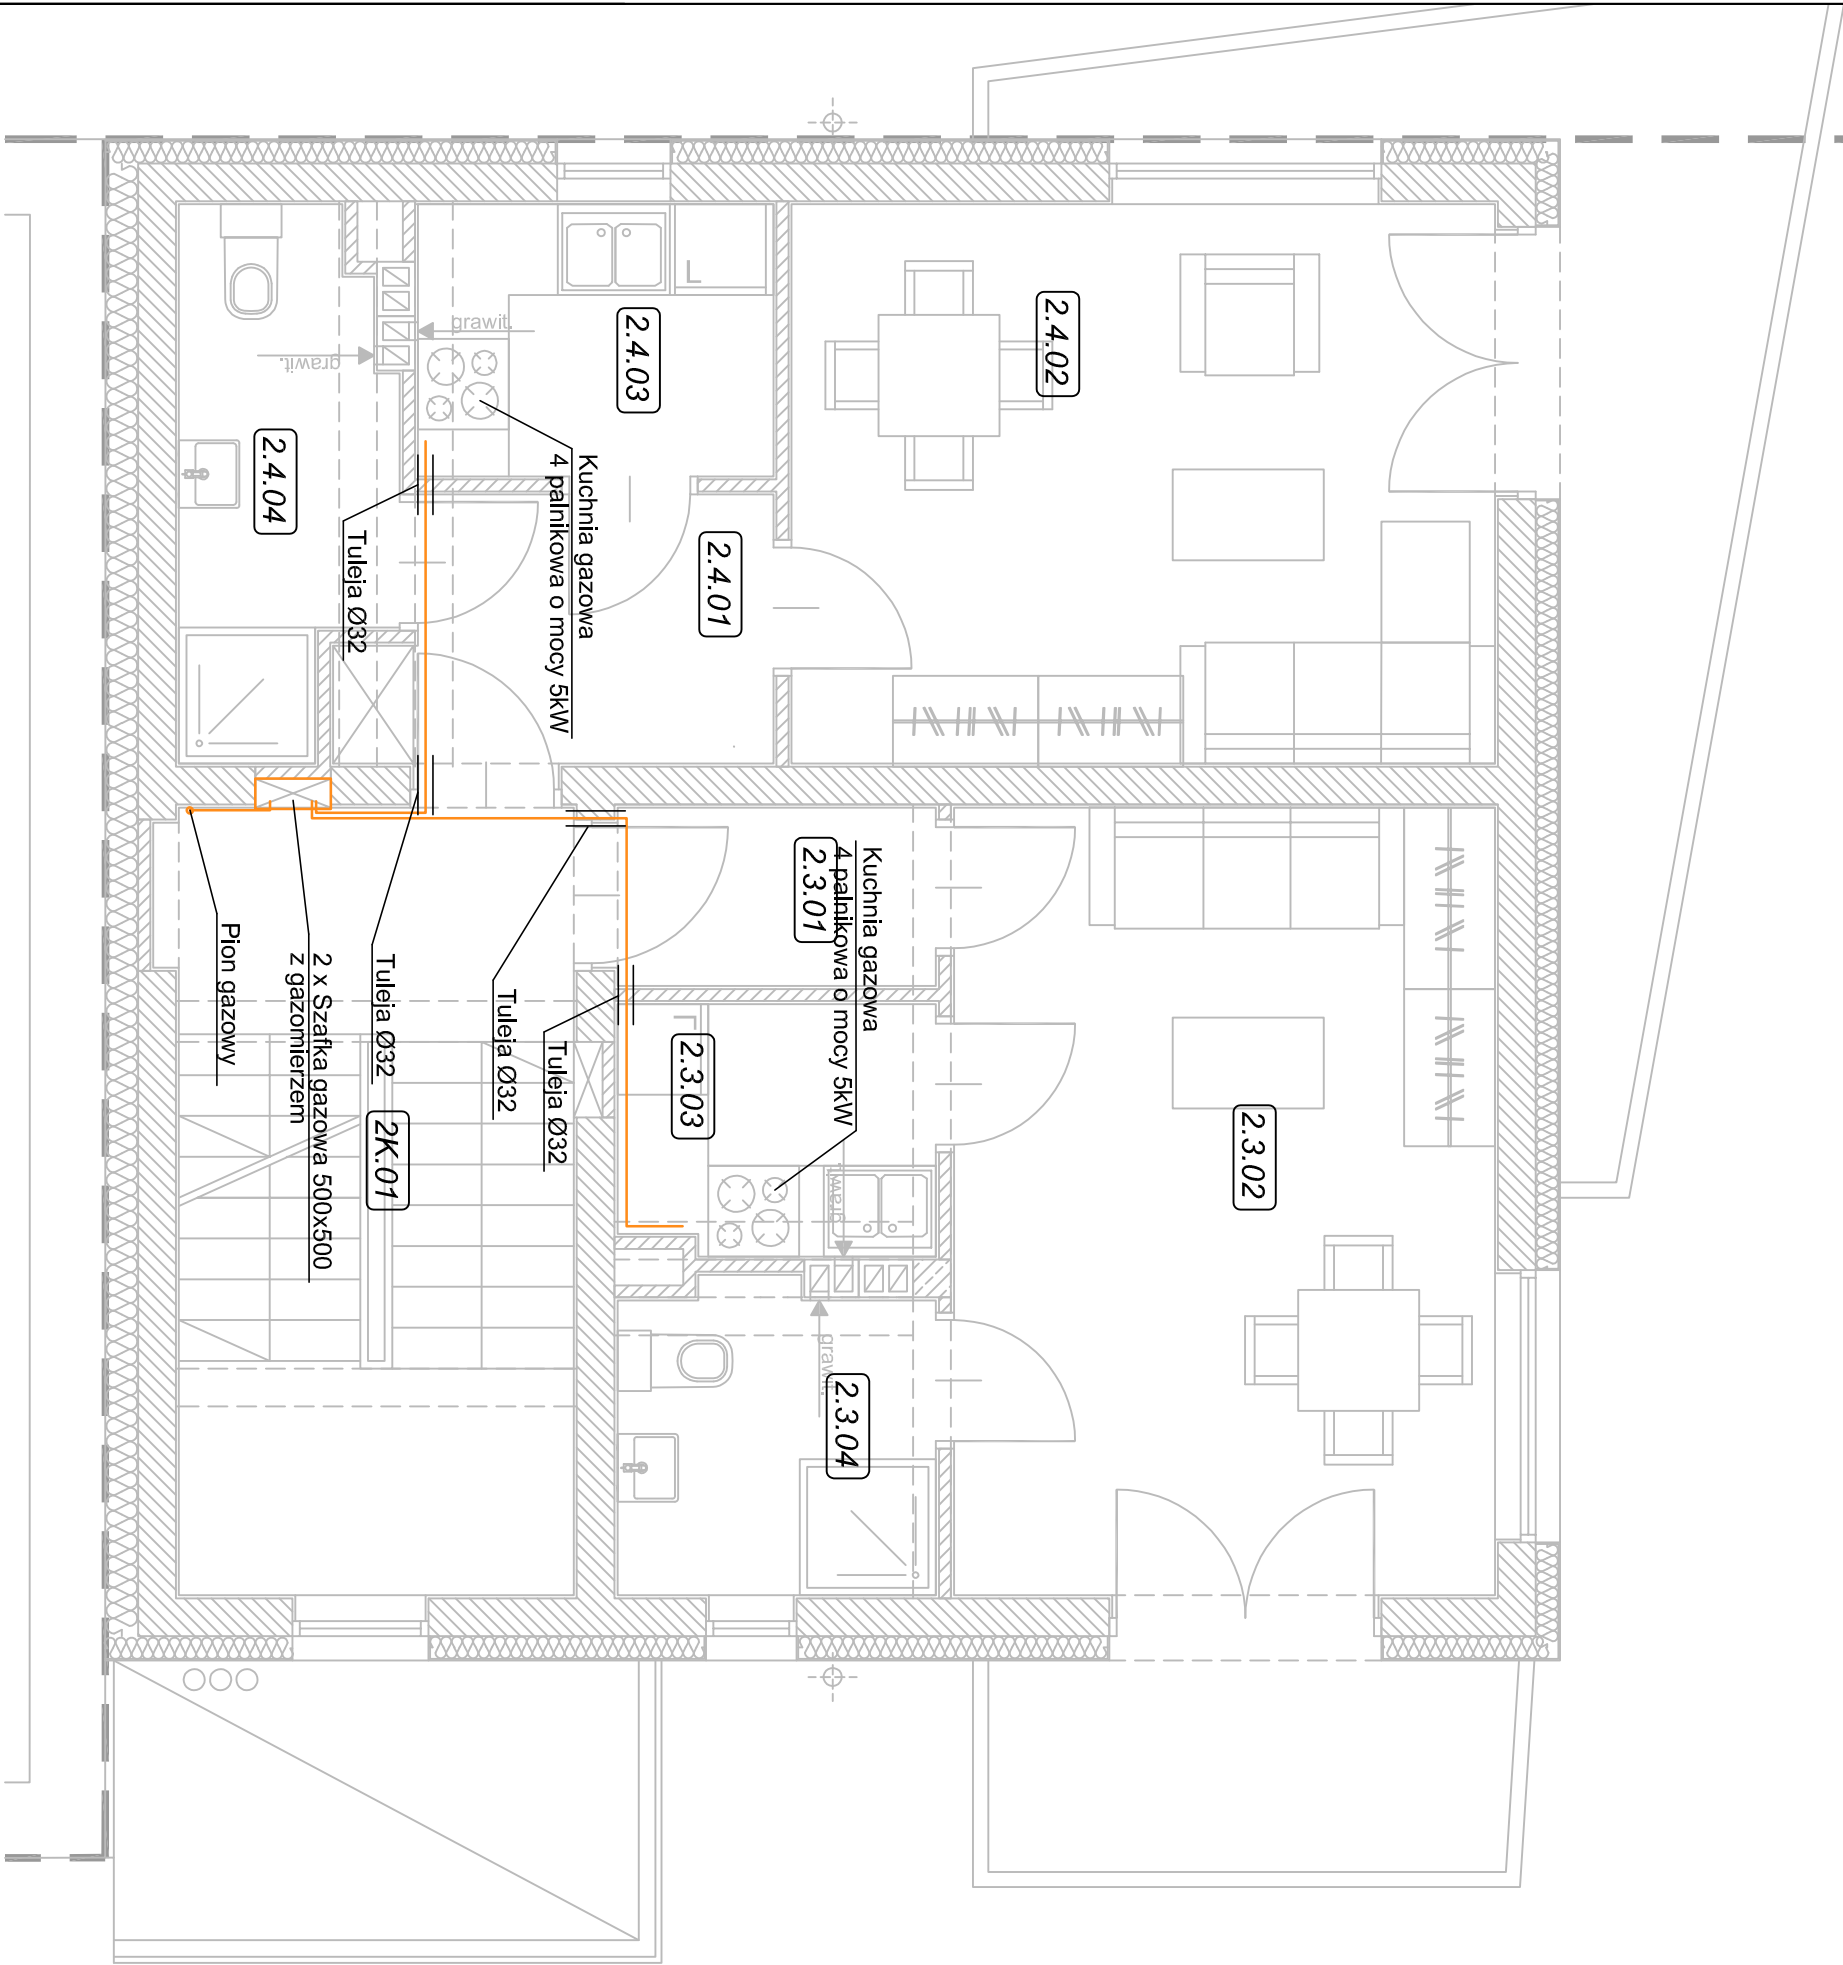 grawit.
grawit.
L
2.4.03
2.4.02
2.4.04
2.4.01
Kuchnia gazowa
4 palnikowa o mocy 5kW
Tuleja Ø32
2.3.01
Kuchnia gazowa
4 palnikowa o mocy 5kW
Pion gazowy
2 x Szafka gazowa 500x500
z gazomierzem
Tuleja Ø32
Tuleja Ø32
Tuleja Ø32
2K.01
L
2.3.03
2.3.02
grawit.
grawit.
2.3.04